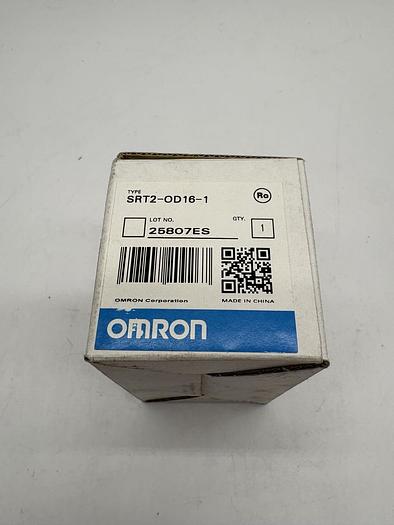 TYPE
SRT2-OD16-1
Ro
LOT NO.
QTY.
25807ES
1
OMRON Corporation
MADE IN CHINA
OMRON